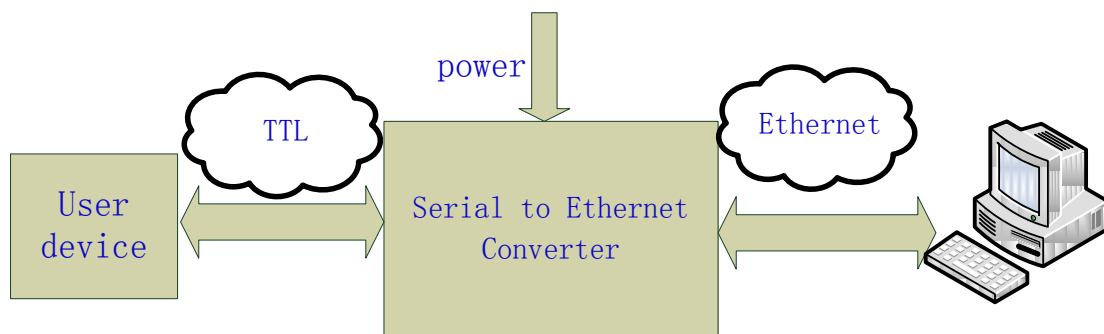 power
TTL
Ethernet
User
device
Serial to Ethernet
Converter